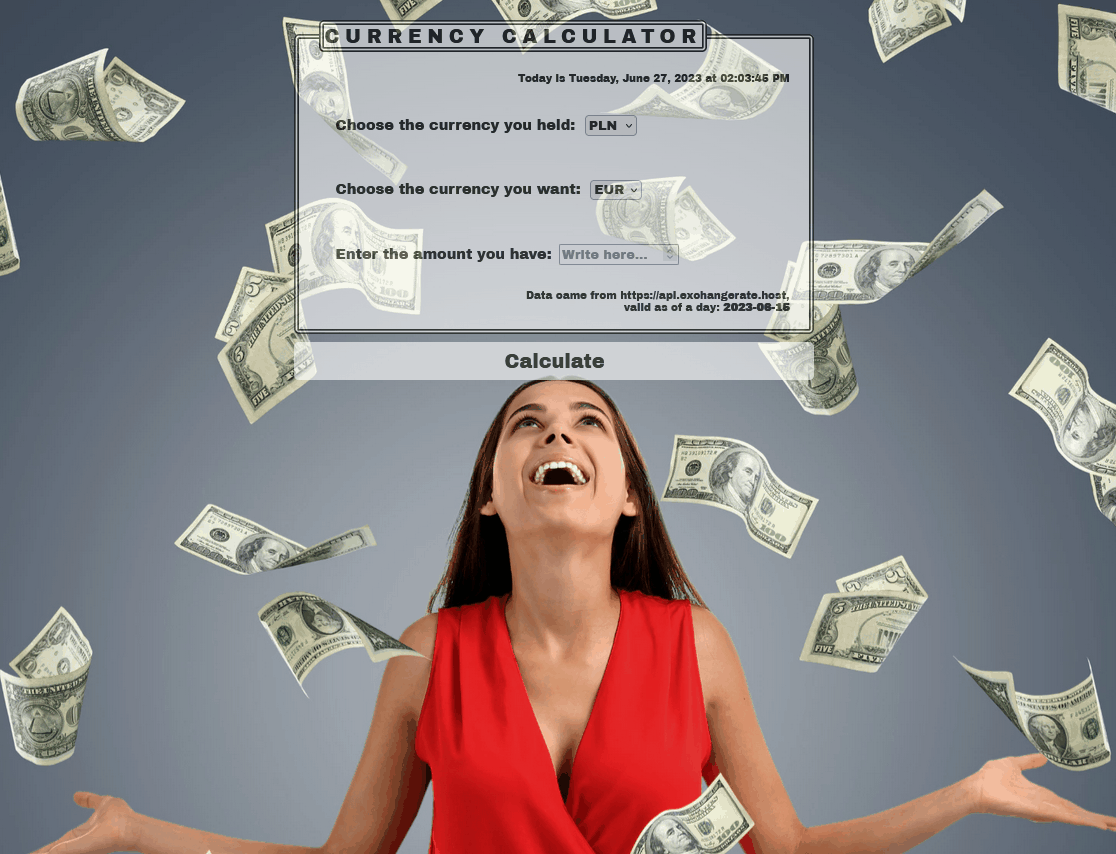 CURRENCY CALCULATOR
Today is Tuesday, June 27, 2023 at 02:03:45 PM
Choose the currency you held: PLN
Choose the currency you want: EUR
Enter the amount you have: Write here...
Data came from https://api.exchangerate.host,
valid as of a day: 2023-06-15
Calculate